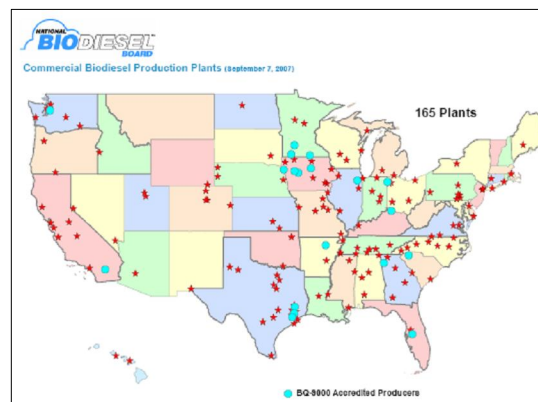 NATIONAL
BIODIESEL
BOARD
Commercial Biodiesel Production Plants (September 7, 2007)
165 Plants
BQ-9000 Accredited Producers